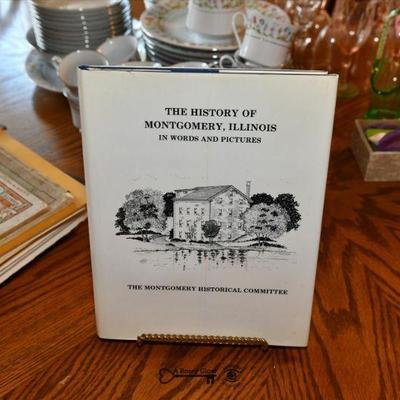 THE HISTORY OF
MONTGOMERY, ILLINOIS
IN WORDS AND PICTURES
THE MONTGOMERY HISTORICAL COMMITTEE